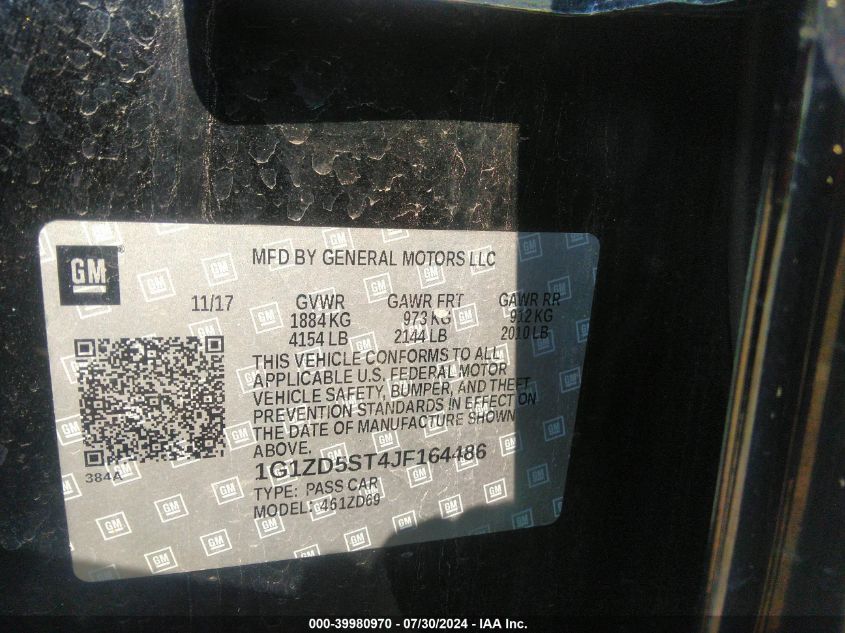 GM
MFD BY GENERAL MOTORS LLC
11/17 GVWR GAWR FRT GAWR RR
1884 KG 973 KG 912 KG
4154 LB 2144 LB 2010 LB
THIS VEHICLE CONFORMS TO ALL
APPLICABLE U.S. FEDERAL MOTOR
VEHICLE SAFETY, BUMPER, AND THEFT
PREVENTION STANDARDS IN EFFECT ON
THE DATE OF MANUFACTURE SHOWN
ABOVE.
384A
1G1ZD5ST4JF164486
TYPE: PASS CAR
MODEL: 461ZD69
000-39980970 - 07/30/2024 - IAA Inc.